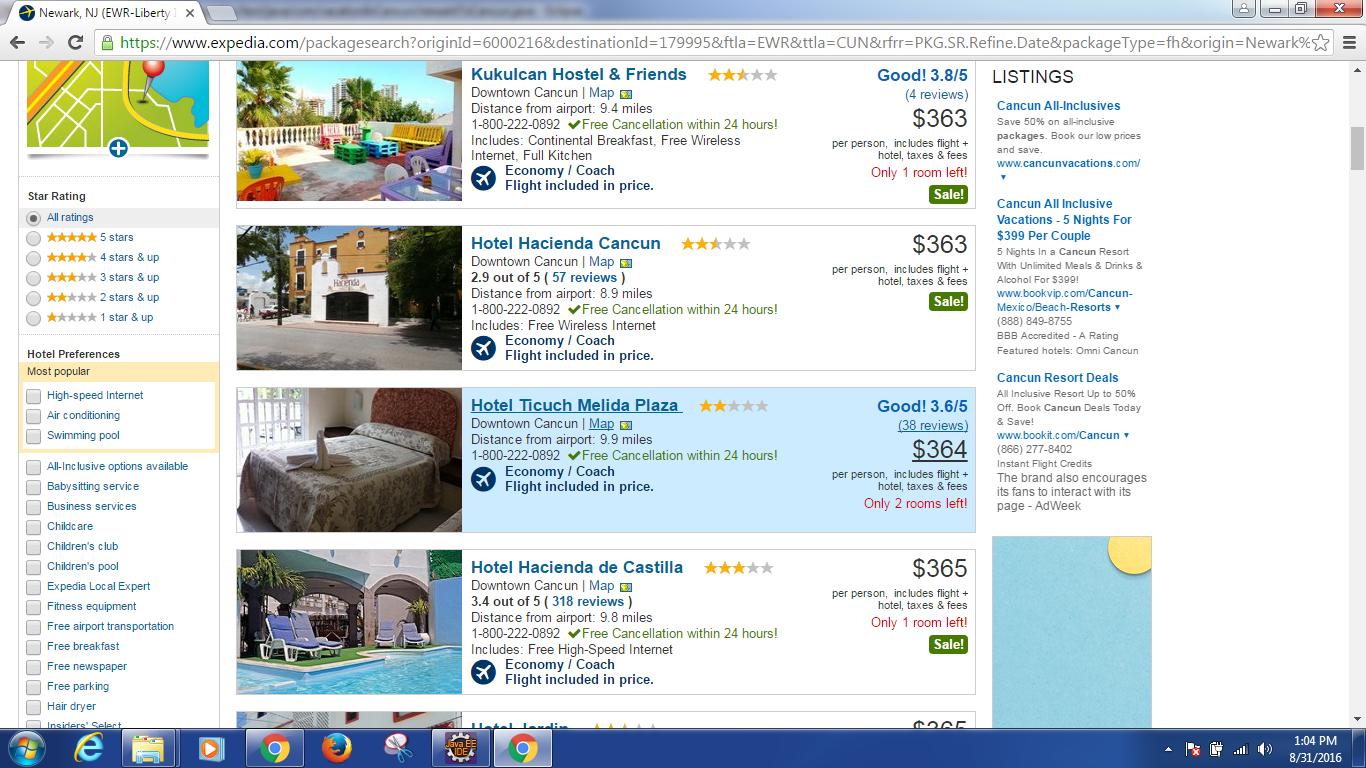 Newark, NJ (EWR-Liberty
https://www.expedia.com/packagesearch?originId=6000216&destinationId=179995&ftla=EWR&ttla=CUN&rfrr=PKG.SR.Refine.Date&packageType=fh&origin=Newark%
Star Rating
All ratings
5 stars
4 stars & up
3 stars & up
2 stars & up
1 star & up
Hotel Preferences
Most popular
High-speed Internet
Air conditioning
Swimming pool
All-Inclusive options available
Babysitting service
Business services
Childcare
Children's club
Children's pool
Expedia Local Expert
Fitness equipment
Free airport transportation
Free breakfast
Free newspaper
Free parking
Hair dryer
Insiders' Select
Kukulcan Hostel & Friends
Downtown Cancun | Map
Distance from airport: 9.4 miles
1-800-222-0892 Free Cancellation within 24 hours!
Includes: Continental Breakfast, Free Wireless
Internet, Full Kitchen
Economy / Coach
Flight included in price.
Good! 3.8/5
(4 reviews)
$363
per person, includes flight +
hotel, taxes & fees
Only 1 room left!
Sale!
Hotel Hacienda Cancun
Downtown Cancun | Map
2.9 out of 5 ( 57 reviews )
Distance from airport: 8.9 miles
1-800-222-0892 Free Cancellation within 24 hours!
Includes: Free Wireless Internet
Economy / Coach
Flight included in price.
$363
per person, includes flight +
hotel, taxes & fees
Sale!
Hacienda
Hotel Ticuch Melida Plaza
Downtown Cancun | Map
Distance from airport: 9.9 miles
1-800-222-0892 Free Cancellation within 24 hours!
Economy / Coach
Flight included in price.
Good! 3.6/5
(38 reviews)
$364
per person, includes flight +
hotel, taxes & fees
Only 2 rooms left!
Hotel Hacienda de Castilla
Downtown Cancun | Map
3.4 out of 5 ( 318 reviews )
Distance from airport: 9.8 miles
1-800-222-0892 Free Cancellation within 24 hours!
Includes: Free High-Speed Internet
Economy / Coach
Flight included in price.
$365
per person, includes flight +
hotel, taxes & fees
Only 1 room left!
Sale!
Hotel Jardin
$365
LISTINGS
Cancun All-Inclusives
Save 50% on all-inclusive
packages. Book our low prices
and save.
www.cancunvacations.com/
Cancun All Inclusive
Vacations - 5 Nights For
$399 Per Couple
5 Nights In a Cancun Resort
With Unlimited Meals & Drinks &
Alcohol For $399!
www.bookvip.com/Cancun-
Mexico/Beach-Resorts
(888) 849-8755
BBB Accredited - A Rating
Featured hotels: Omni Cancun
Cancun Resort Deals
All Inclusive Resort Up to 50%
Off. Book Cancun Deals Today
& Save!
www.bookit.com/Cancun
(866) 277-8402
Instant Flight Credits
The brand also encourages
its fans to interact with its
page - AdWeek
Java EE
IDE
1:04 PM
8/31/2016